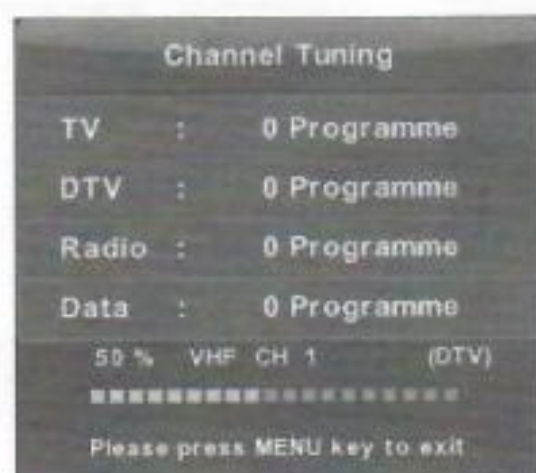 Channel Tuning
TV : 0 Programme
DTV : 0 Programme
Radio : 0 Programme
Data : 0 Programme
50 % VHF CH 1 (DTV)
Please press MENU key to exit